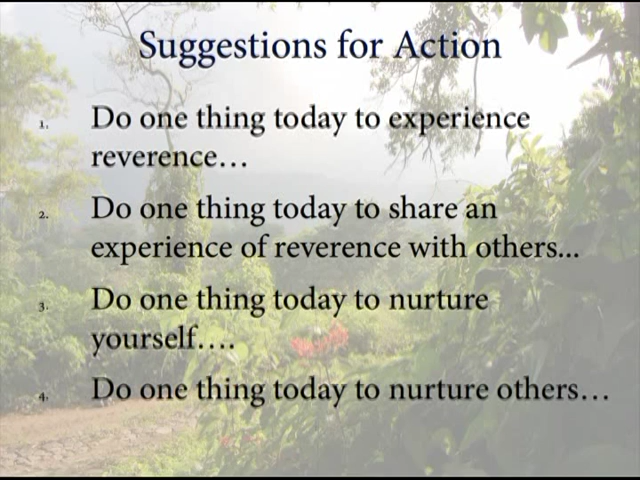 Suggestions for Action
1. Do one thing today to experience
reverence…
2. Do one thing today to share an
experience of reverence with others...
3. Do one thing today to nurture
yourself….
4. Do one thing today to nurture others…